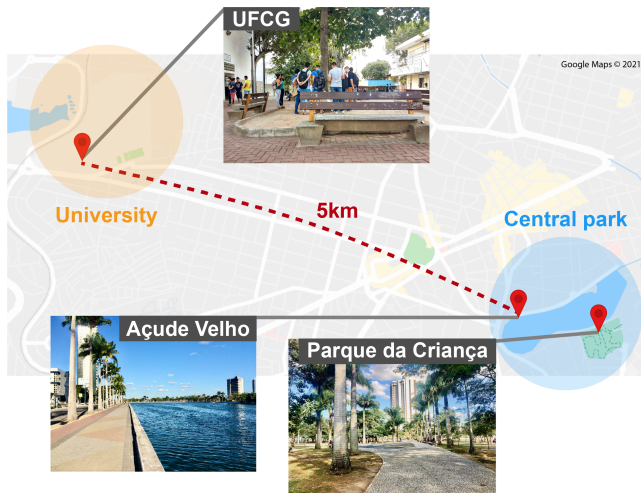 UFCG
Google Maps © 2021
University
5km
Central park
Açude Velho
Parque da Criança